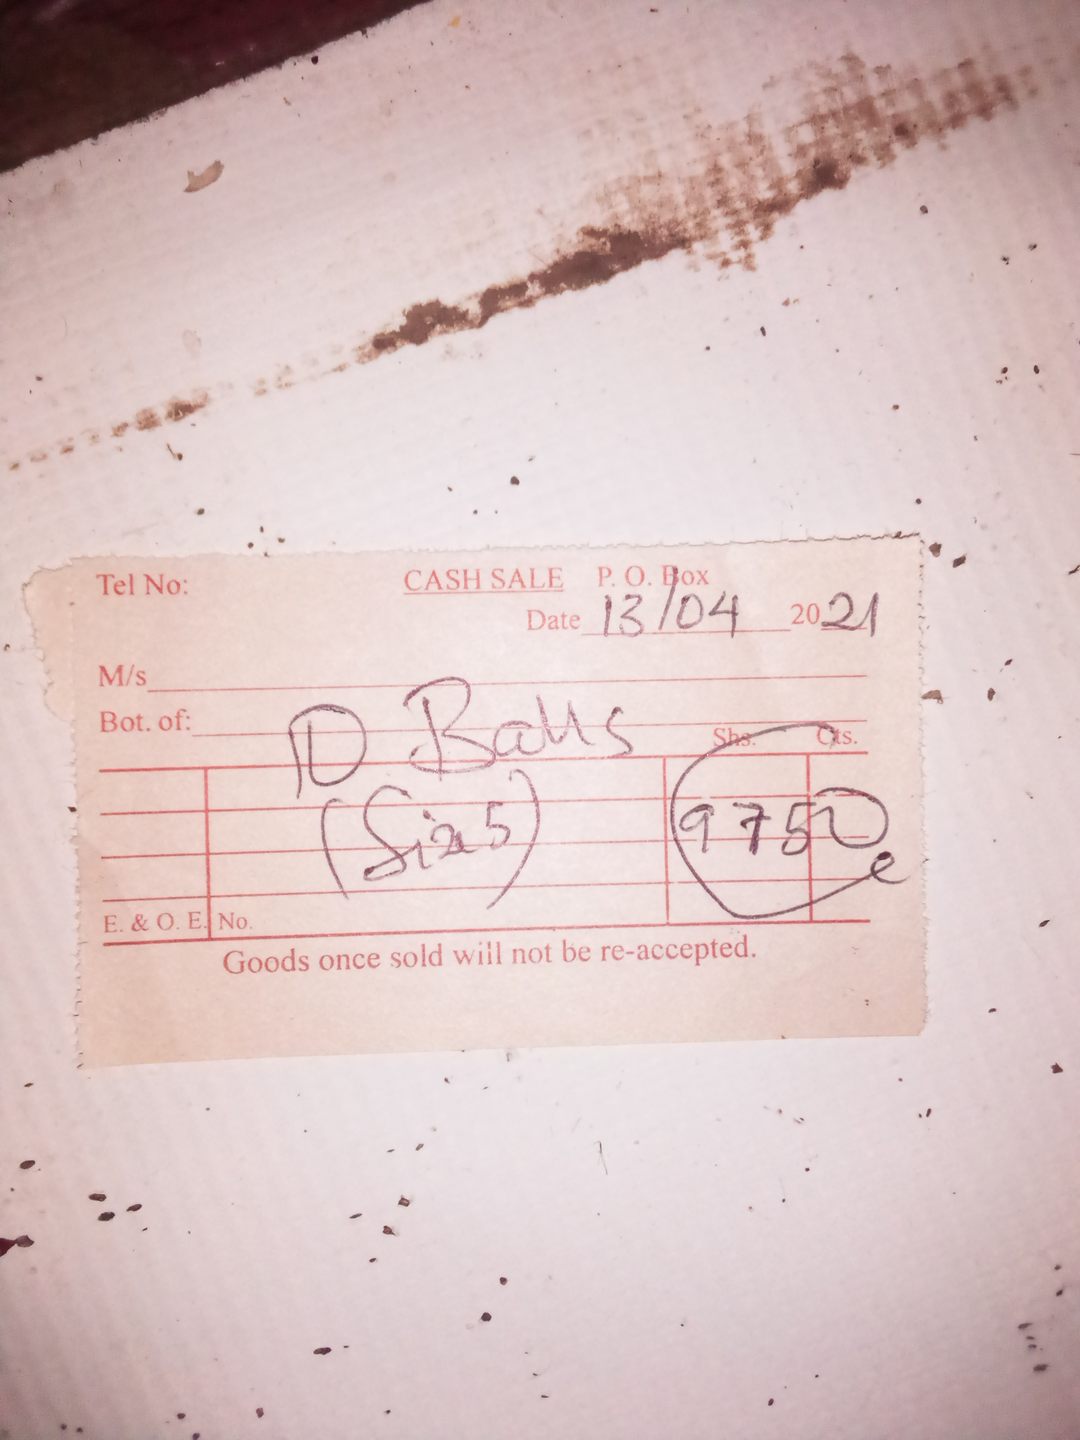 Tel No: CASH SALE P. O. Box
Date 13/04 2021
M/s
Bot. of:
10 Balls
Shs. Cts.
(Size 5) 9750
E. & O. E. No.
Goods once sold will not be re-accepted.